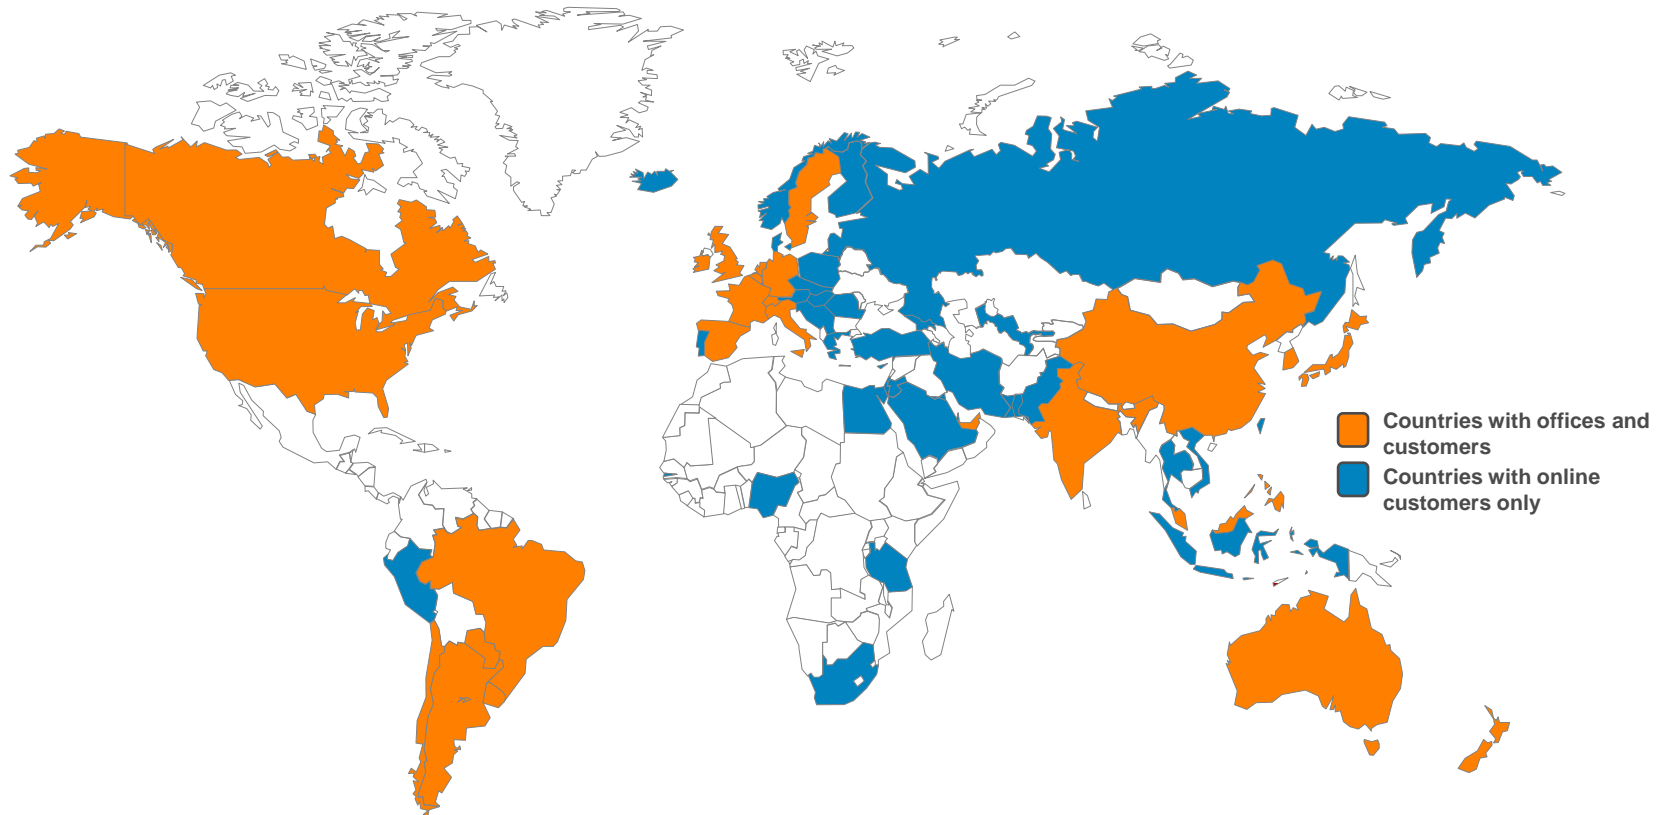 Countries with offices and
customers
Countries with online
customers only